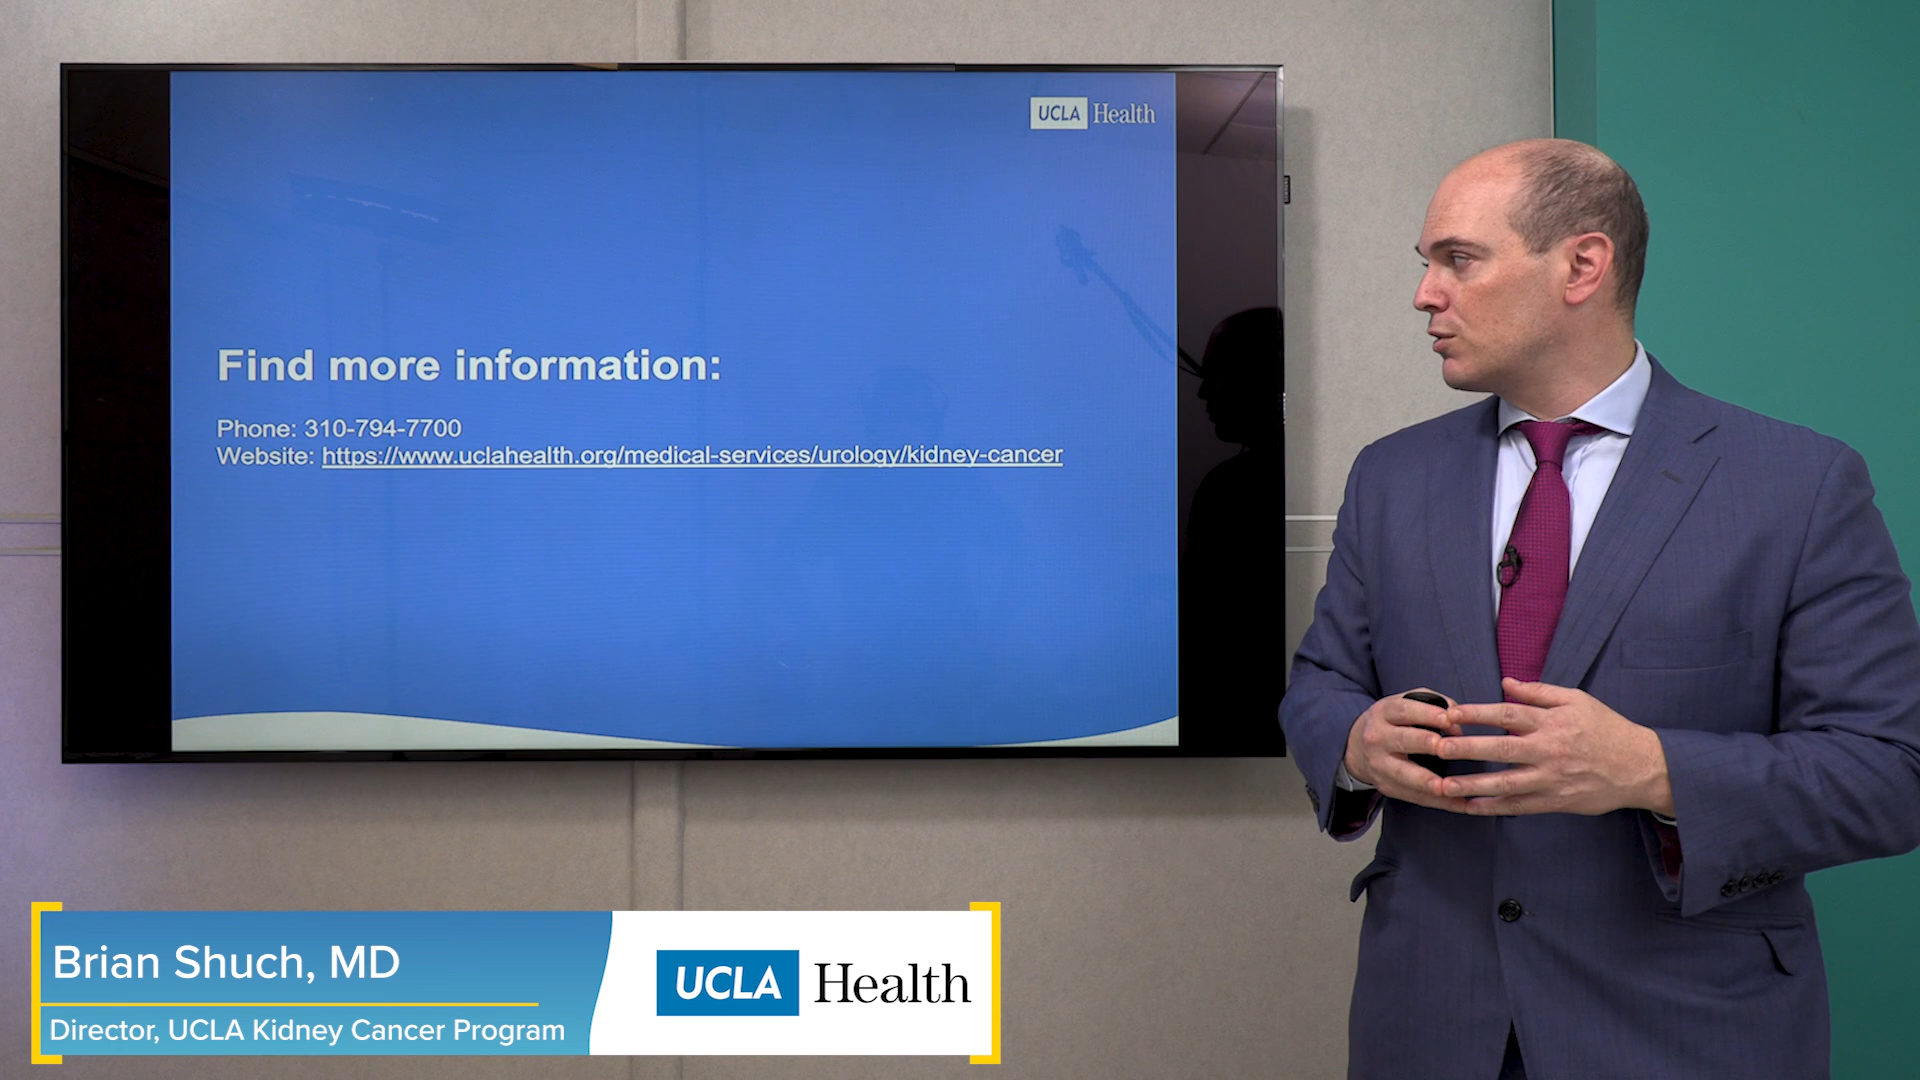 UCLA Health
Find more information:
Phone: 310-794-7700
Website: https://www.uclahealth.org/medical-services/urology/kidney-cancer
Brian Shuch, MD
Director, UCLA Kidney Cancer Program
UCLA Health